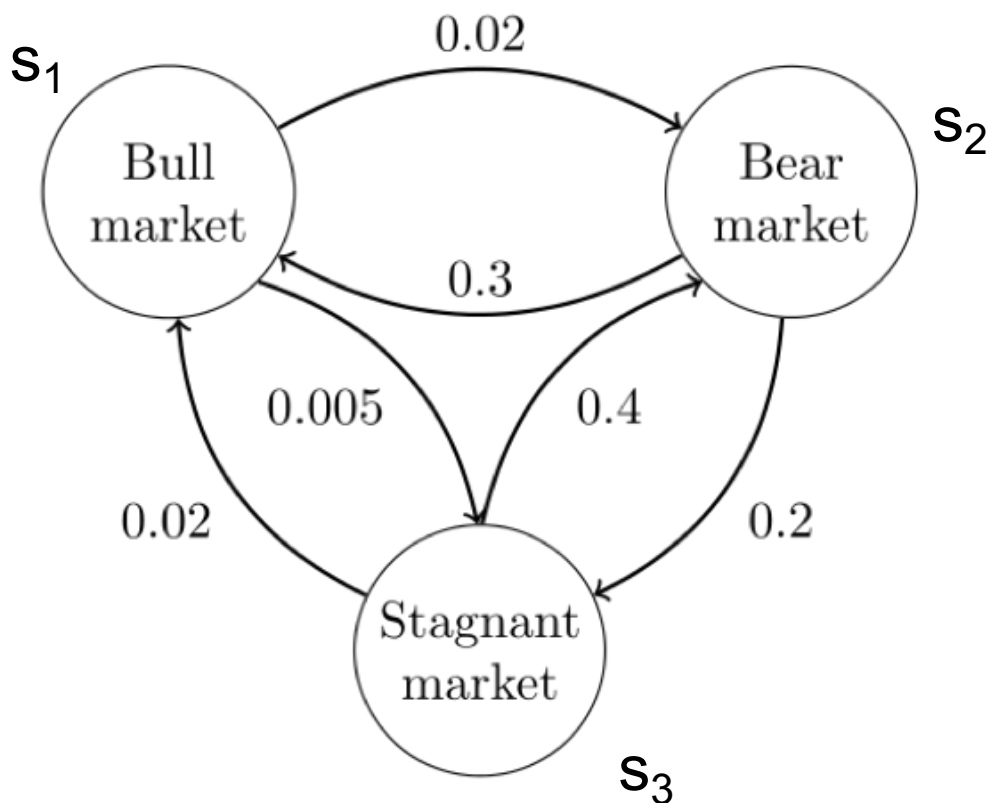 0.02
s1
Bull
market
Bear
market
s2
0.3
0.005
0.4
0.02
0.2
Stagnant
market
s3